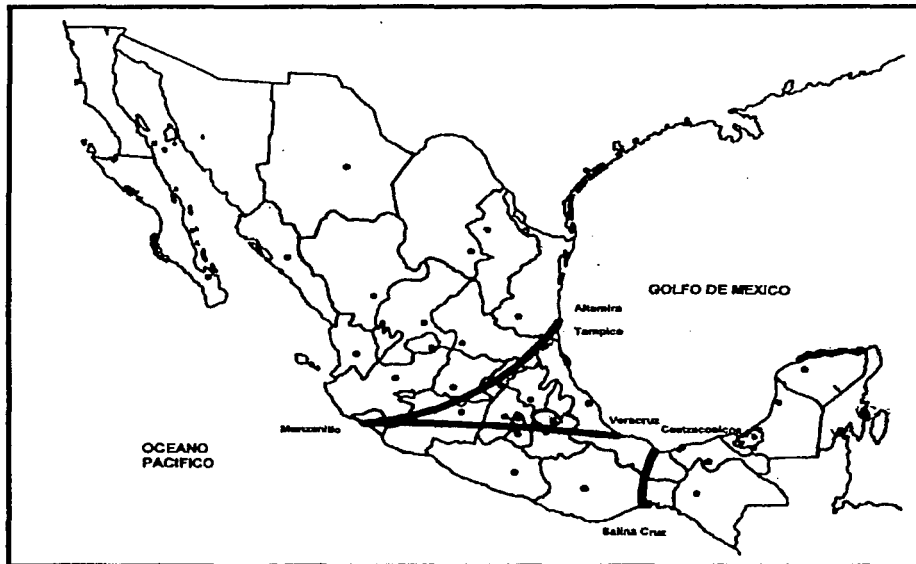 GOLFO DE MEXICO
Altamira
Tampico
Manzanillo
Veracruz
Coatzacoalcos
OCEANO
PACIFICO
Salina Cruz